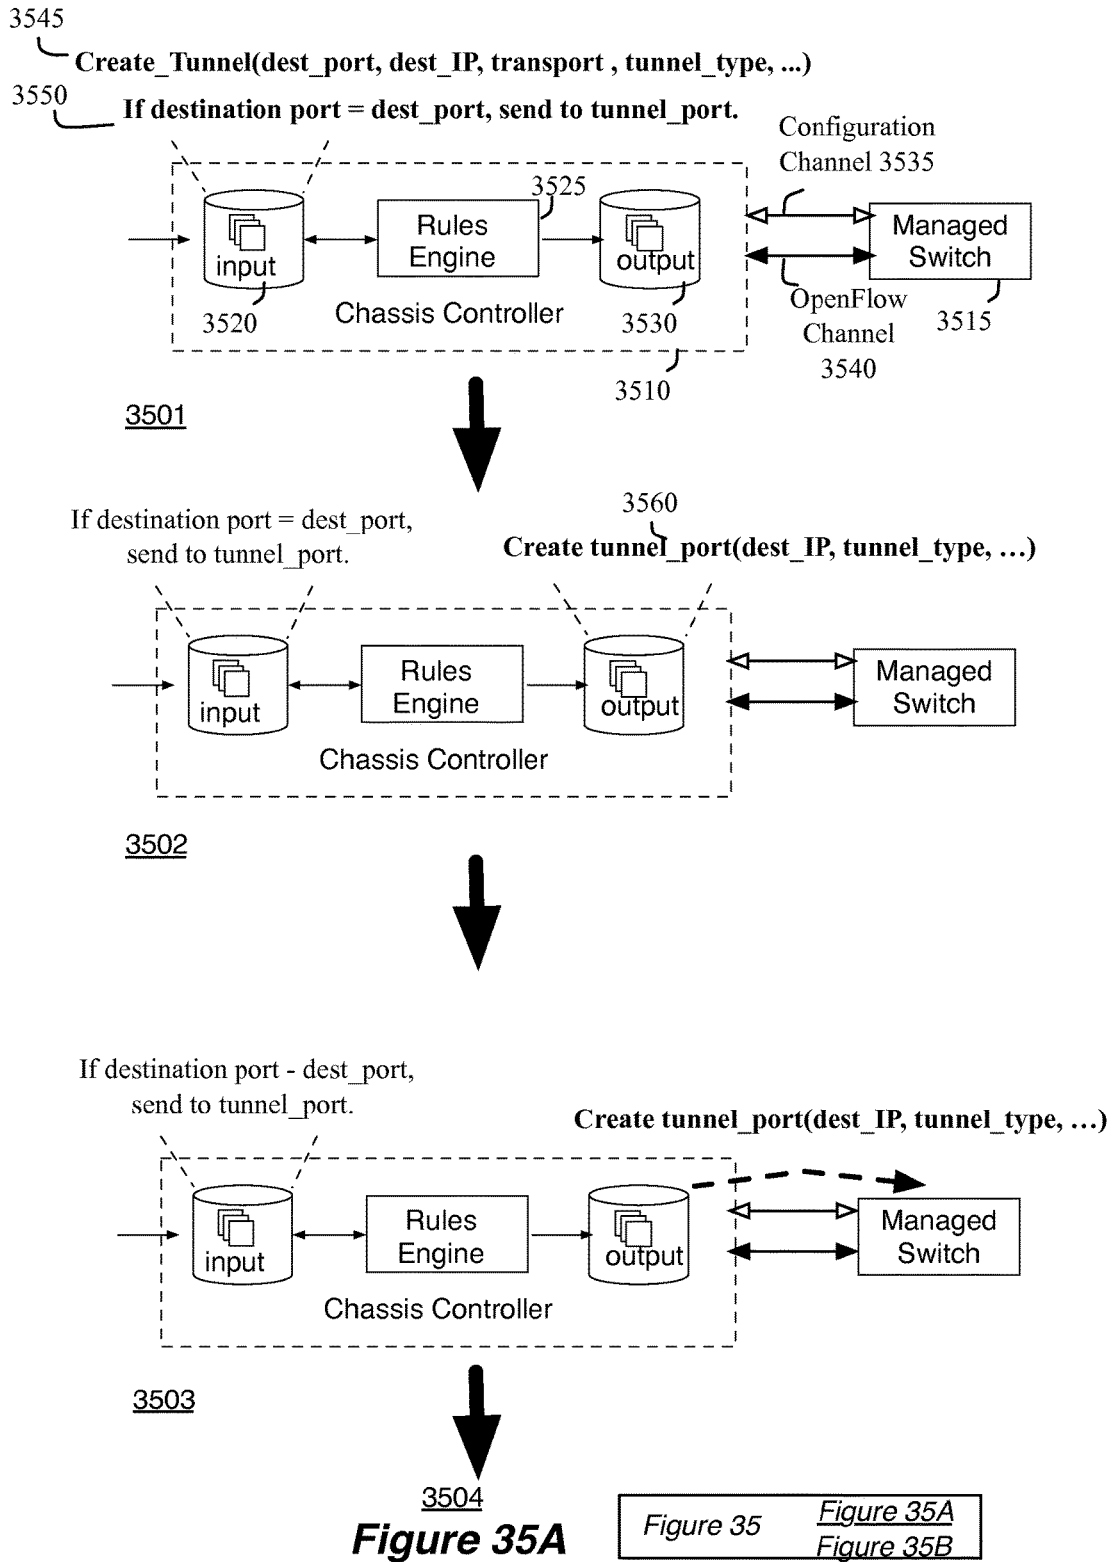 3545
Create_Tunnel(dest_port, dest_IP, transport , tunnel_type, ...)
3550
If destination port = dest_port, send to tunnel_port.
Configuration
Channel 3535
3525
input
Rules
Engine
output
Managed
Switch
3520
Chassis Controller
3530
OpenFlow
Channel
3540
3515
3510
3501
If destination port = dest_port,
send to tunnel_port.
3560
Create tunnel_port(dest_IP, tunnel_type, …)
input
Rules
Engine
output
Managed
Switch
Chassis Controller
3502
If destination port - dest_port,
send to tunnel_port.
Create tunnel_port(dest_IP, tunnel_type, …)
input
Rules
Engine
output
Managed
Switch
Chassis Controller
3503
3504
Figure 35A
Figure 35
Figure 35A
Figure 35B